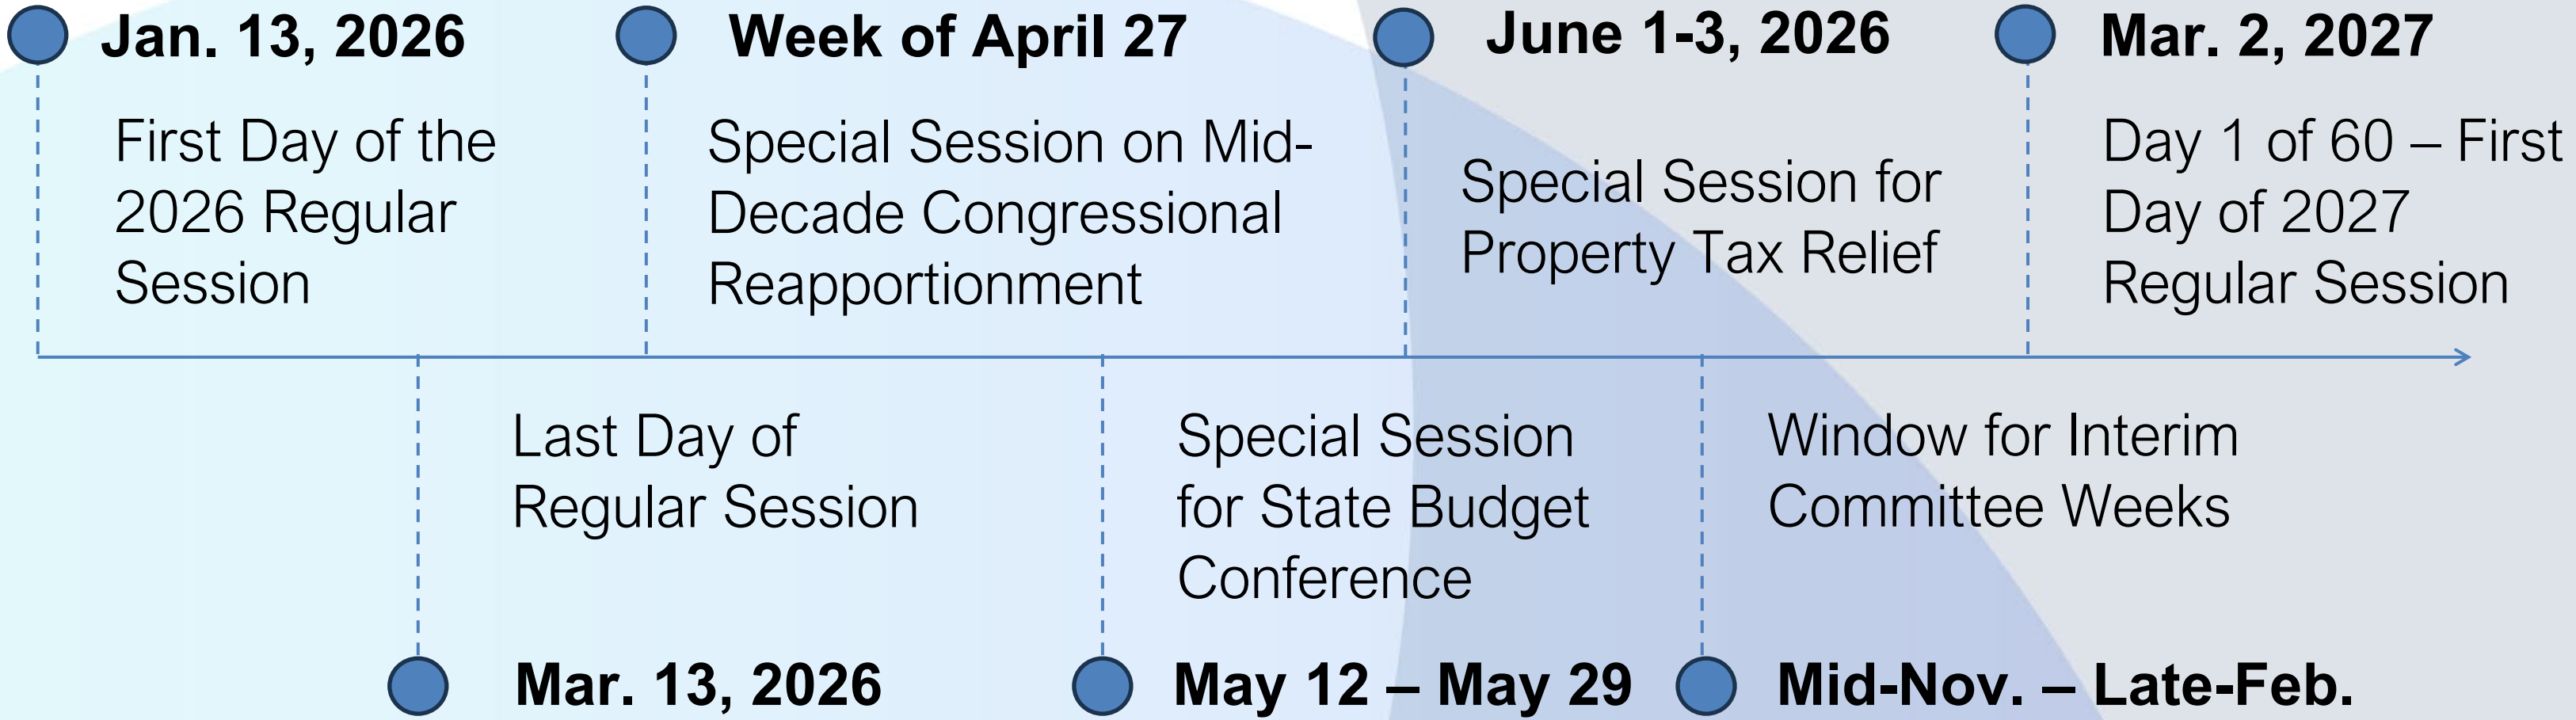 Jan. 13, 2026
First Day of the
2026 Regular
Session
Last Day of
Regular Session
Mar. 13, 2026
Week of April 27
Special Session on Mid-
Decade Congressional
Reapportionment
Special Session
for State Budget
Conference
May 12 – May 29
June 1-3, 2026
Special Session for
Property Tax Relief
Window for Interim
Committee Weeks
Mid-Nov. – Late-Feb.
Mar. 2, 2027
Day 1 of 60 – First
Day of 2027
Regular Session